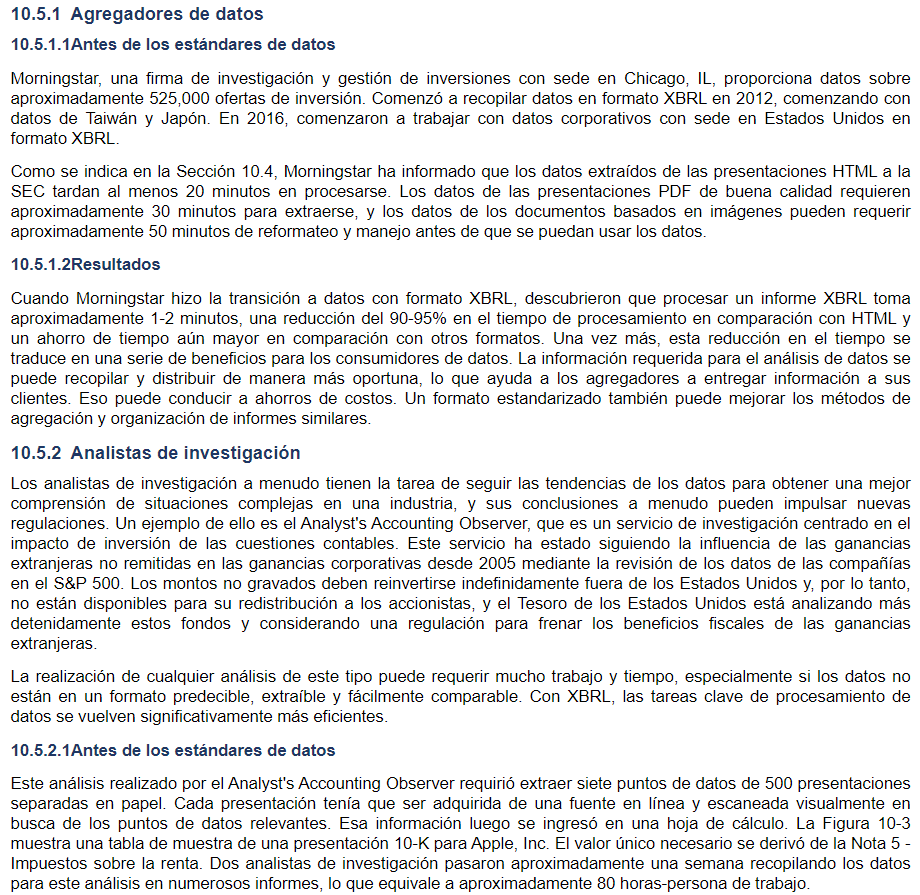 10.5.1 Agregadores de datos
10.5.1.1Antes de los estándares de datos
Morningstar, una firma de investigación y gestión de inversiones con sede en Chicago, IL, proporciona datos sobre
aproximadamente 525,000 ofertas de inversión. Comenzó a recopilar datos en formato XBRL en 2012, comenzando con
datos de Taiwán y Japón. En 2016, comenzaron a trabajar con datos corporativos con sede en Estados Unidos en
formato XBRL.
Como se indica en la Sección 10.4, Morningstar ha informado que los datos extraídos de las presentaciones HTML a la
SEC tardan al menos 20 minutos en procesarse. Los datos de las presentaciones PDF de buena calidad requieren
aproximadamente 30 minutos para extraerse, y los datos de los documentos basados en imágenes pueden requerir
aproximadamente 50 minutos de reformateo y manejo antes de que se puedan usar los datos.
10.5.1.2Resultados
Cuando Morningstar hizo la transición a datos con formato XBRL, descubrieron que procesar un informe XBRL toma
aproximadamente 1-2 minutos, una reducción del 90-95% en el tiempo de procesamiento en comparación con HTML y
un ahorro de tiempo aún mayor en comparación con otros formatos. Una vez más, esta reducción en el tiempo se
traduce en una serie de beneficios para los consumidores de datos. La información requerida para el análisis de datos se
puede recopilar y distribuir de manera más oportuna, lo que ayuda a los agregadores a entregar información a sus
clientes. Eso puede conducir a ahorros de costos. Un formato estandarizado también puede mejorar los métodos de
agregación y organización de informes similares.
10.5.2 Analistas de investigación
Los analistas de investigación a menudo tienen la tarea de seguir las tendencias de los datos para obtener una mejor
comprensión de situaciones complejas en una industria, y sus conclusiones a menudo pueden impulsar nuevas
regulaciones. Un ejemplo de ello es el Analyst's Accounting Observer, que es un servicio de investigación centrado en el
impacto de inversión de las cuestiones contables. Este servicio ha estado siguiendo la influencia de las ganancias
extranjeras no remitidas en las ganancias corporativas desde 2005 mediante la revisión de los datos de las compañías
en el S&P 500. Los montos no gravados deben reinvertirse indefinidamente fuera de los Estados Unidos y, por lo tanto,
no están disponibles para su redistribución a los accionistas, y el Tesoro de los Estados Unidos está analizando más
detenidamente estos fondos y considerando una regulación para frenar los beneficios fiscales de las ganancias
extranjeras.
La realización de cualquier análisis de este tipo puede requerir mucho trabajo y tiempo, especialmente si los datos no
están en un formato predecible, extraíble y fácilmente comparable. Con XBRL, las tareas clave de procesamiento de
datos se vuelven significativamente más eficientes.
10.5.2.1Antes de los estándares de datos
Este análisis realizado por el Analyst's Accounting Observer requirió extraer siete puntos de datos de 500 presentaciones
separadas en papel. Cada presentación tenía que ser adquirida de una fuente en línea y escaneada visualmente en
busca de los puntos de datos relevantes. Esa información luego se ingresó en una hoja de cálculo. La Figura 10-3
muestra una tabla de muestra de una presentación 10-K para Apple, Inc. El valor único necesario se derivó de la Nota 5 -
Impuestos sobre la renta. Dos analistas de investigación pasaron aproximadamente una semana recopilando los datos
para este análisis en numerosos informes, lo que equivale a aproximadamente 80 horas-persona de trabajo.